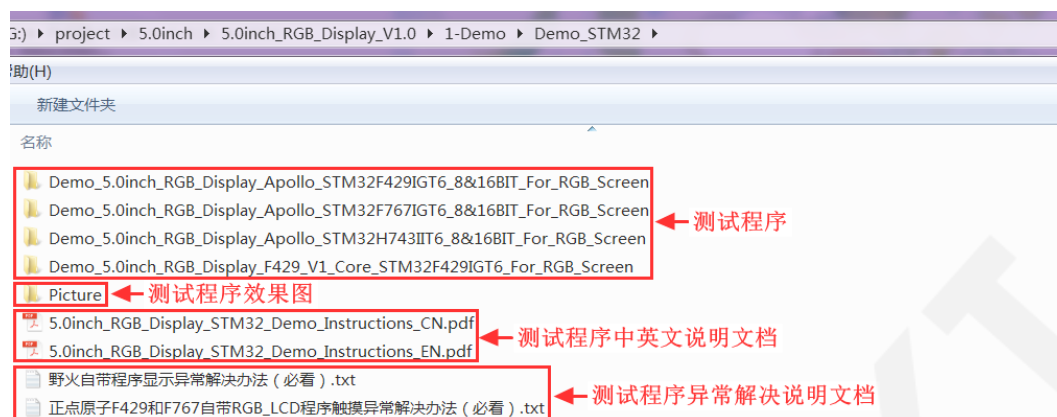 G:) ▸ project ▸ 5.0inch ▸ 5.0inch_RGB_Display_V1.0 ▸ 1-Demo ▸ Demo_STM32 ▸
帮助(H)
新建文件夹
名称
Demo_5.0inch_RGB_Display_Apollo_STM32F429IGT6_8&16BIT_For_RGB_Screen
Demo_5.0inch_RGB_Display_Apollo_STM32F767IGT6_8&16BIT_For_RGB_Screen
测试程序
Demo_5.0inch_RGB_Display_Apollo_STM32H743IIT6_8&16BIT_For_RGB_Screen
Demo_5.0inch_RGB_Display_F429_V1_Core_STM32F429IGT6_For_RGB_Screen
Picture 测试程序效果图
5.0inch_RGB_Display_STM32_Demo_Instructions_CN.pdf
测试程序中英文说明文档
5.0inch_RGB_Display_STM32_Demo_Instructions_EN.pdf
野火自带程序显示异常解决办法（必看）.txt
测试程序异常解决说明文档
正点原子F429和F767自带RGB_LCD程序触摸异常解决办法（必看）.txt